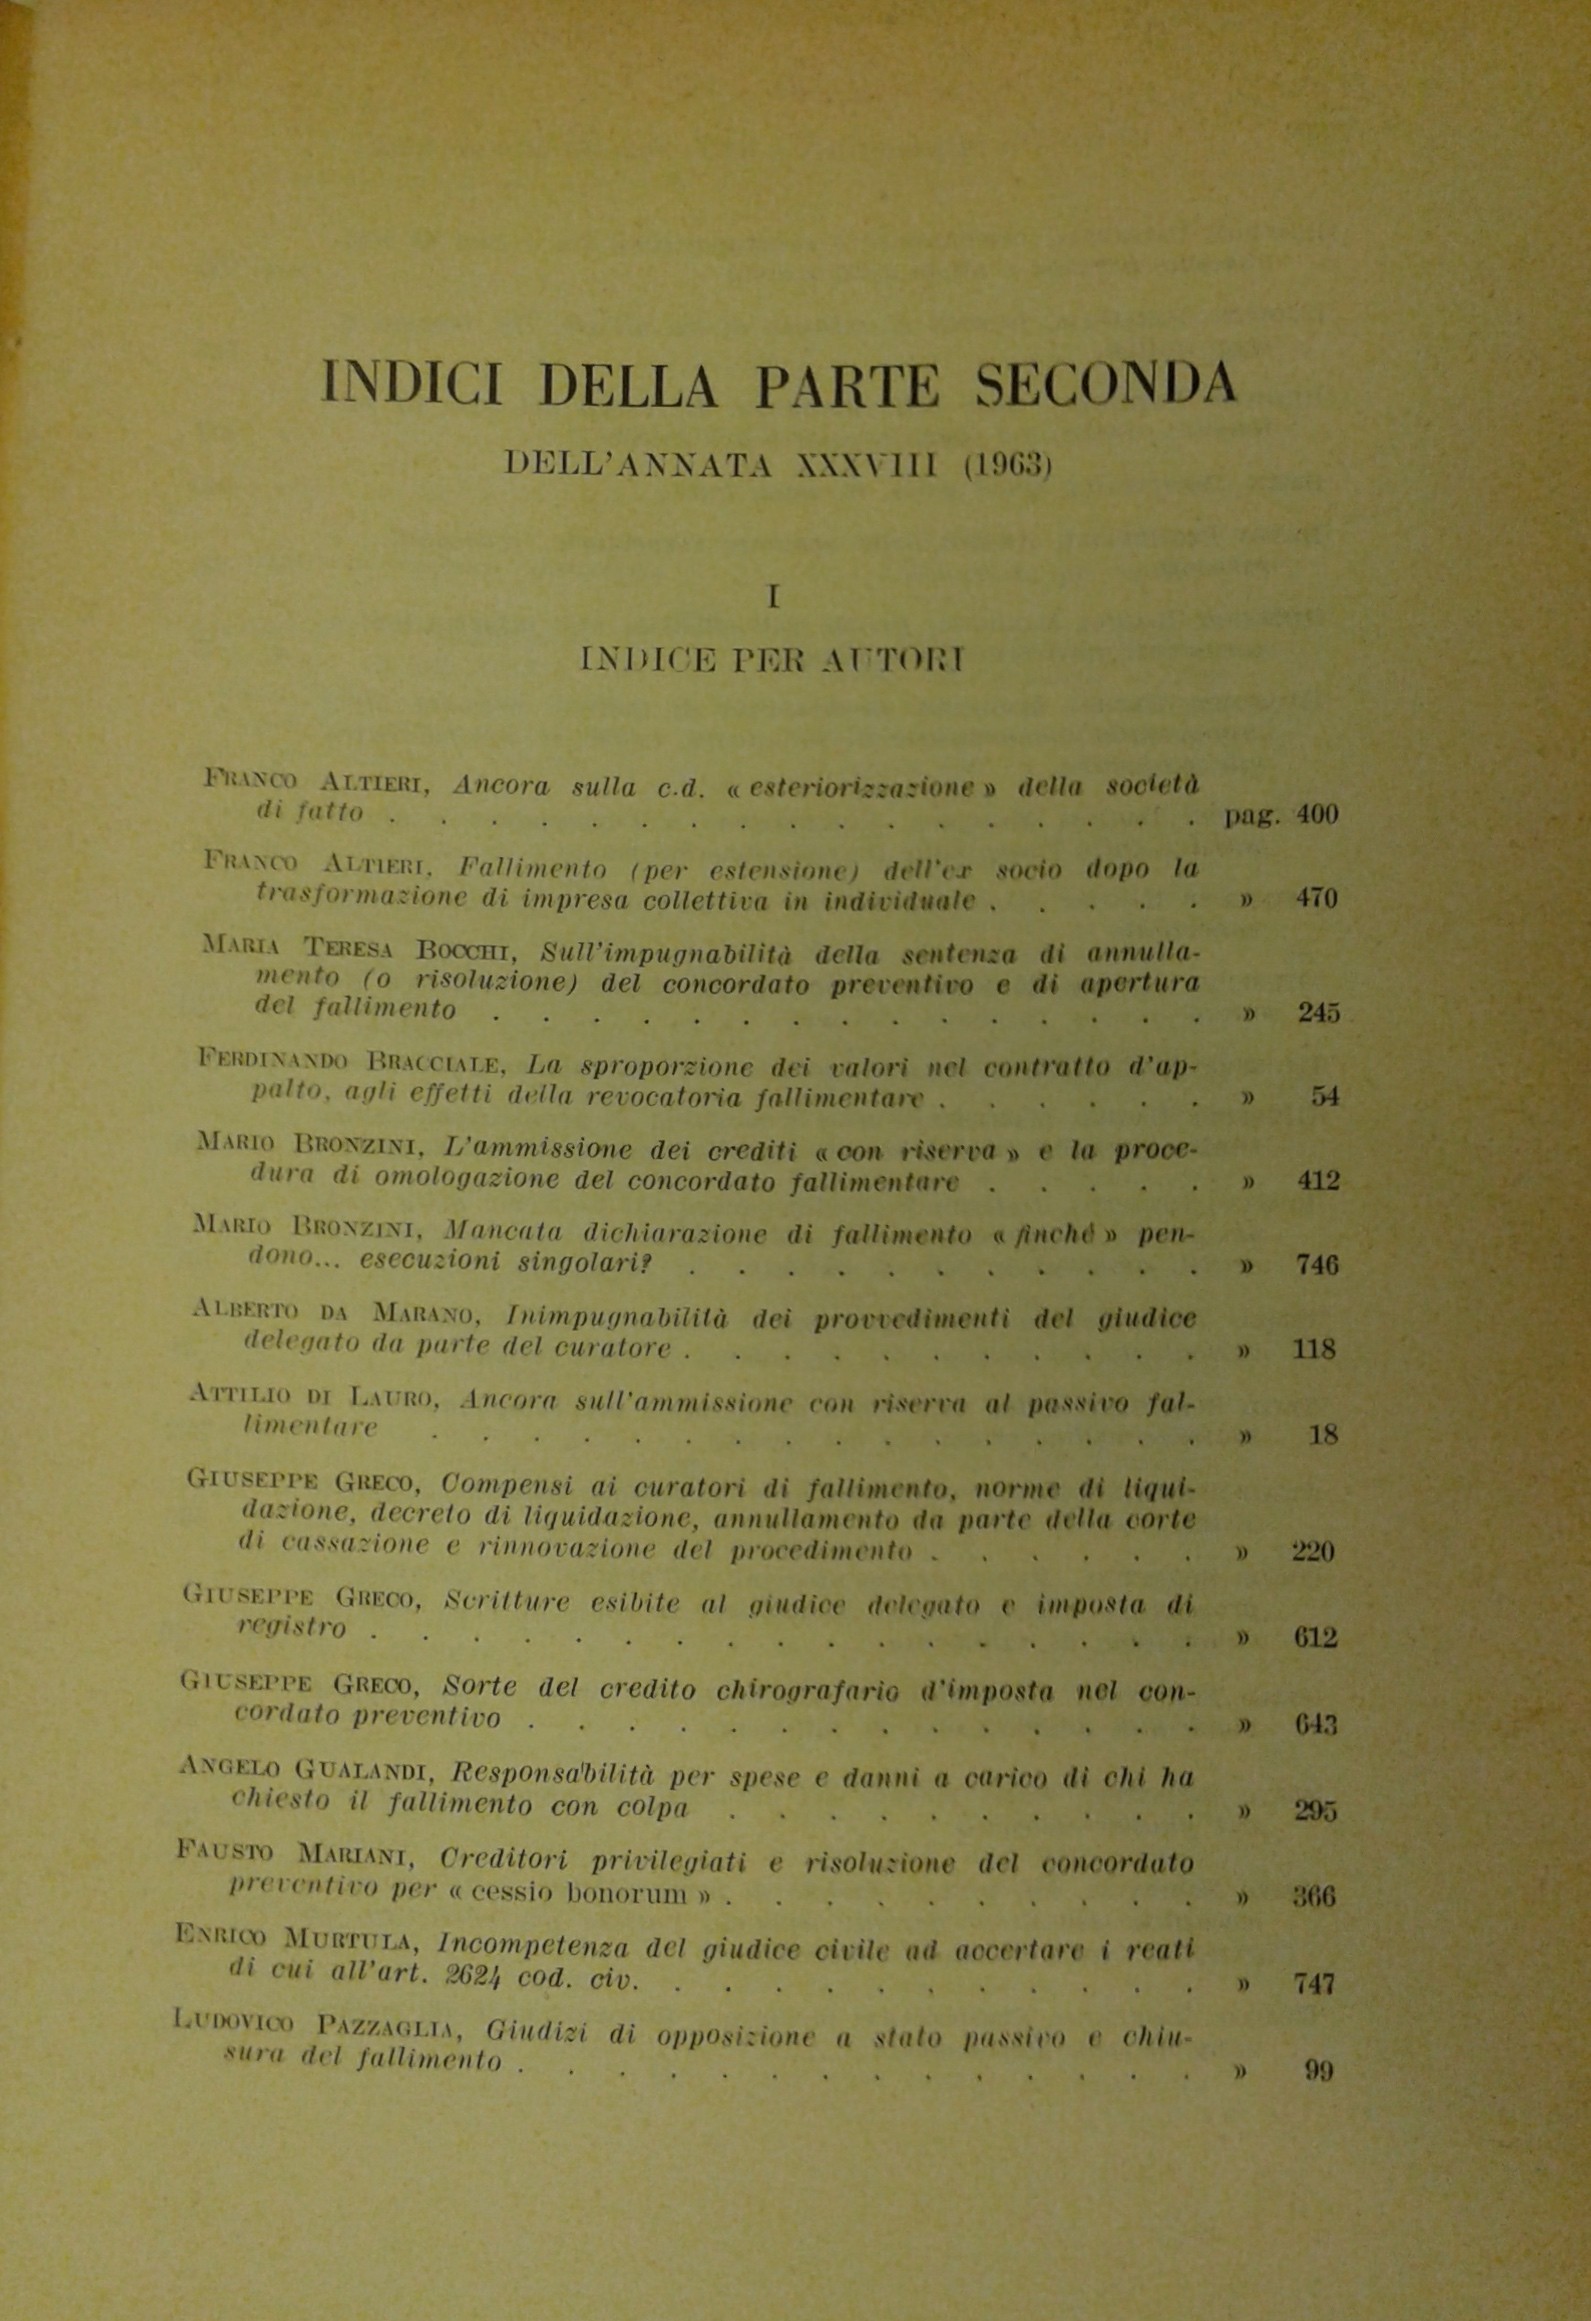 INDICI DELLA PARTE SECONDA
DELL'ANNATA XXXVIII (1963)
I
INDICE PER AUTORI
FRANCO ALTIERI, Ancora sulla c.d. « esteriorizzazione » della società
di fatto . . . . . . . . . . . . . . . . . pag. 400
FRANCO ALTIERI, Fallimento (per estensione) dell'ex socio dopo la
trasformazione di impresa collettiva in individuale . . . . . » 470
MARIA TERESA BOCCHI, Sull'impugnabilità della sentenza di annulla-
mento (o risoluzione) del concordato preventivo e di apertura
del fallimento . . . . . . . . . . . . . . . » 245
FERDINANDO BRACCIALE, La sproporzione dei valori nel contratto d'ap-
palto, agli effetti della revocatoria fallimentare . . . . . . » 54
MARIO BRONZINI, L'ammissione dei crediti « con riserva » e la proce-
dura di omologazione del concordato fallimentare . . . . . » 412
MARIO BRONZINI, Mancata dichiarazione di fallimento « finché » pen-
dono... esecuzioni singolari? . . . . . . . . . . . » 746
ALBERTO DA MARANO, Inimpugnabilità dei provvedimenti del giudice
delegato da parte del curatore . . . . . . . . . . . » 118
ATTILIO DI LAURO, Ancora sull'ammissione con riserva al passivo fal-
limentare . . . . . . . . . . . . . . . . » 18
GIUSEPPE GRECO, Compensi ai curatori di fallimento, norme di liqui-
dazione, decreto di liquidazione, annullamento da parte della corte
di cassazione e rinnovazione del procedimento . . . . . . » 220
GIUSEPPE GRECO, Scritture esibite al giudice delegato e imposta di
registro . . . . . . . . . . . . . . . . . » 612
GIUSEPPE GRECO, Sorte del credito chirografario d'imposta nel con-
cordato preventivo . . . . . . . . . . . . . . » 643
ANGELO GUALANDI, Responsabilità per spese e danni a carico di chi ha
chiesto il fallimento con colpa . . . . . . . . . . » 295
FAUSTO MARIANI, Creditori privilegiati e risoluzione del concordato
preventivo per « cessio bonorum » . . . . . . . . . . » 366
ENRICO MURTULA, Incompetenza del giudice civile ad accertare i reati
di cui all'art. 2624 cod. civ. . . . . . . . . . . . » 747
LUDOVICO PAZZAGLIA, Giudizi di opposizione a stato passivo e chiu-
sura del fallimento . . . . . . . . . . . . . . » 99